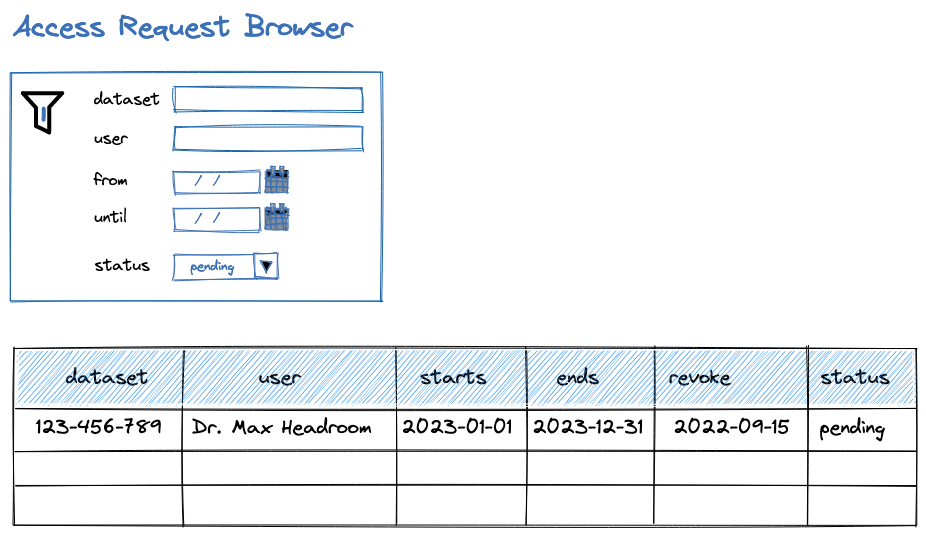 Access Request Browser
dataset
user
from / /
until / /
status pending
dataset user starts ends revoke status
123-456-789 Dr. Max Headroom 2023-01-01 2023-12-31 2022-09-15 pending